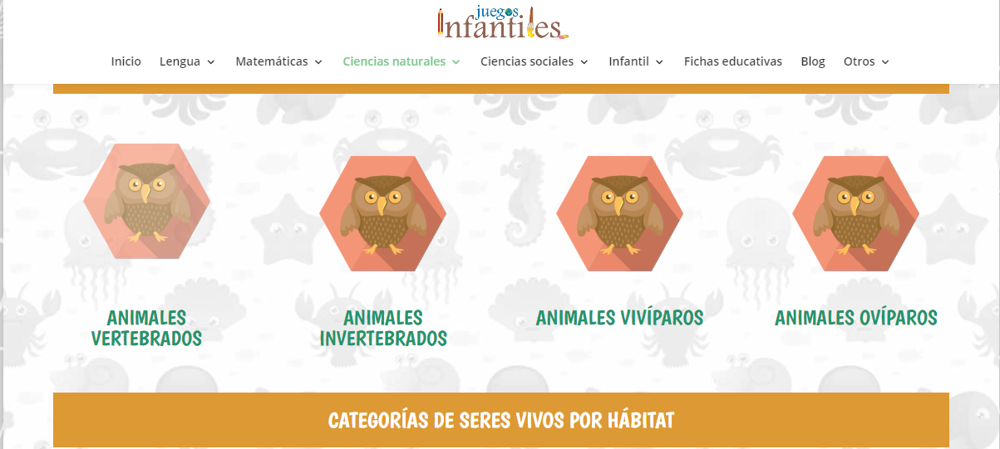 juegos
Infantiles
Inicio Lengua Matemáticas Ciencias naturales Ciencias sociales Infantil Fichas educativas Blog Otros
ANIMALES
VERTEBRADOS
ANIMALES
INVERTEBRADOS
ANIMALES VIVÍPAROS
ANIMALES OVÍPAROS
CATEGORÍAS DE SERES VIVOS POR HÁBITAT